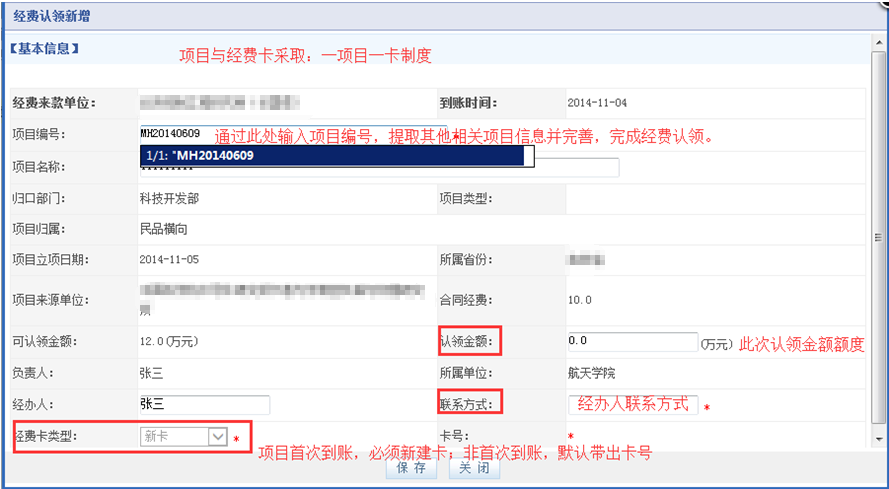 经费认领新增
【基本信息】
项目与经费卡采取：一项目一卡制度
经费来款单位： 到账时间： 2014-11-04
项目编号： MH20140609 通过此处输入项目编号，提取其他相关项目信息并完善，完成经费认领。
1/1: "MH20140609
项目名称：
归口部门： 科技开发部 项目类型：
项目归属： 民品横向
项目立项日期： 2014-11-05 所属省份：
项目来源单位： 合同经费： 10.0
可认领金额： 12.0(万元) 认领金额： 0.0 (万元) 此次认领金额额度
负责人： 张三 所属单位： 航天学院
经办人： 张三 联系方式： 经办人联系方式 *
经费卡类型： 新卡 * 卡号： *
项目首次到账，必须新建卡；非首次到账，默认带出卡号
保 存 关 闭